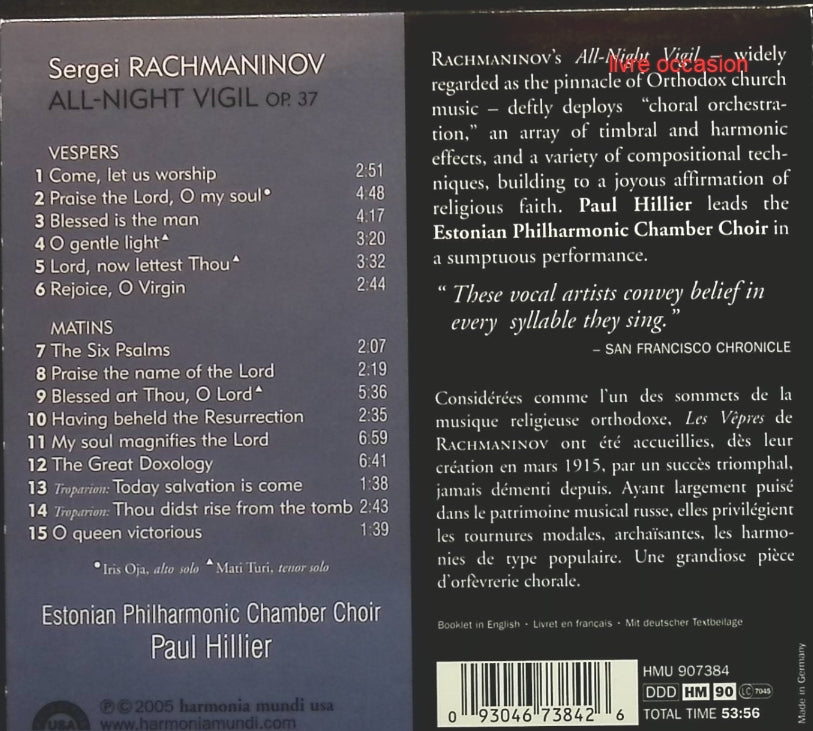 Sergei RACHMANINOV
ALL-NIGHT VIGIL OP. 37
VESPERS
1 Come, let us worship 2:51
2 Praise the Lord, O my soul• 4:48
3 Blessed is the man 4:17
4 O gentle light▲ 3:20
5 Lord, now lettest Thou▲ 3:32
6 Rejoice, O Virgin 2:44
MATINS
7 The Six Psalms 2:07
8 Praise the name of the Lord 2:19
9 Blessed art Thou, O Lord▲ 5:36
10 Having beheld the Resurrection 2:35
11 My soul magnifies the Lord 6:59
12 The Great Doxology 6:41
13 Troparion: Today salvation is come 1:38
14 Troparion: Thou didst rise from the tomb 2:43
15 O queen victorious 1:39
•Iris Oja, alto solo ▲Mati Turi, tenor solo
Estonian Philharmonic Chamber Choir
Paul Hillier
USA
℗ © 2005 harmonia mundi usa
www.harmoniamundi.com
RACHMANINOV'S All-Night Vigil – widely
livre occasion
regarded as the pinnacle of Orthodox church
music – deftly deploys "choral orchestra-
tion," an array of timbral and harmonic
effects, and a variety of compositional tech-
niques, building to a joyous affirmation of
religious faith. Paul Hillier leads the
Estonian Philharmonic Chamber Choir in
a sumptuous performance.
"These vocal artists convey belief in
every syllable they sing."
– SAN FRANCISCO CHRONICLE
Considérées comme l'un des sommets de la
musique religieuse orthodoxe, Les Vêpres de
RACHMANINOV ont été accueillies, dès leur
création en mars 1915, par un succès triomphal,
jamais démenti depuis. Ayant largement puisé
dans le patrimoine musical russe, elles privilégient
les tournures modales, archaïsantes, les harmo-
nies de type populaire. Une grandiose pièce
d'orfèvrerie chorale.
Booklet in English • Livret en français • Mit deutscher Textbeilage
0 93046 73842 6
HMU 907384
DDD HM 90 LC 7045
TOTAL TIME 53:56
Made in Germany